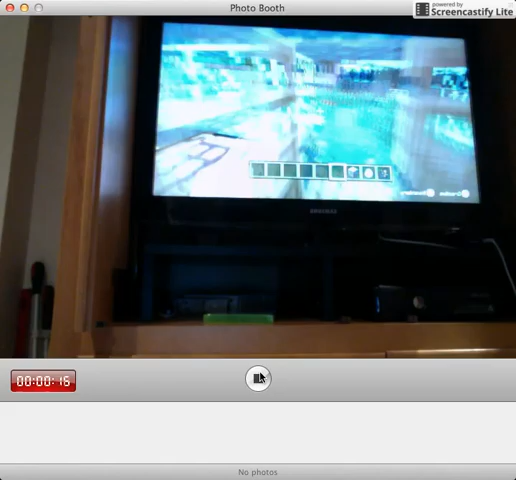 Photo Booth
powered by
Screencastify Lite
00:00:16
No photos